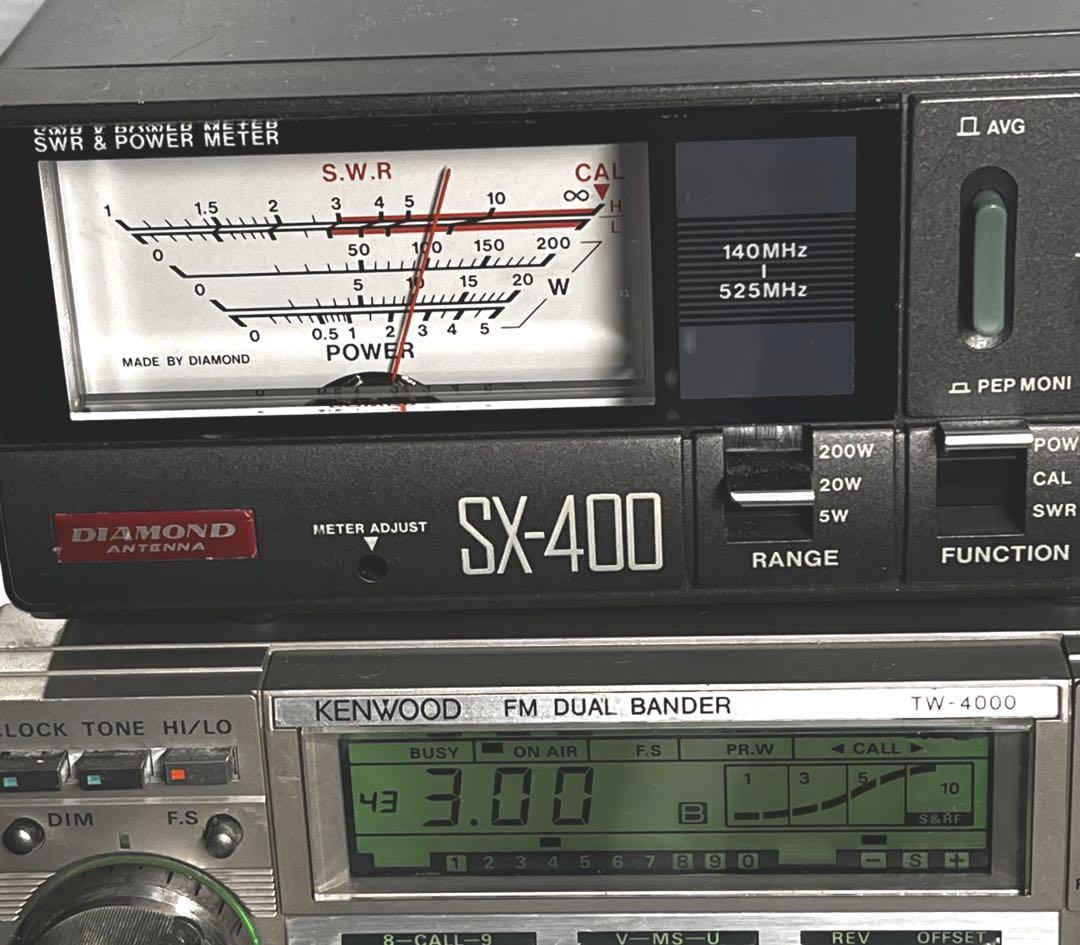 SWR & POWER METER
AVG
S.W.R
CAL
1 1.5 2 3 4 5 10 ∞
H
L
0 50 100 150 200
0 5 10 15 20
W
0 0.5 1 2 3 4 5
MADE BY DIAMOND
POWER
140MHz
525MHz
PEP MONI
200W
20W
5W
RANGE
POW
CAL
SWR
FUNCTION
DIAMOND
ANTENNA
METER ADJUST
SX-400
KENWOOD FM DUAL BANDER TW-4000
LOCK TONE HI/LO
BUSY ON AIR F.S PR.W ◄ CALL ►
43 3.00 B
1 3 5 10
S&RF
DIM F.S
1 2 3 4 5 6 7 8 9 0 − S +
8—CALL—9 V—MS—U REV OFFSET